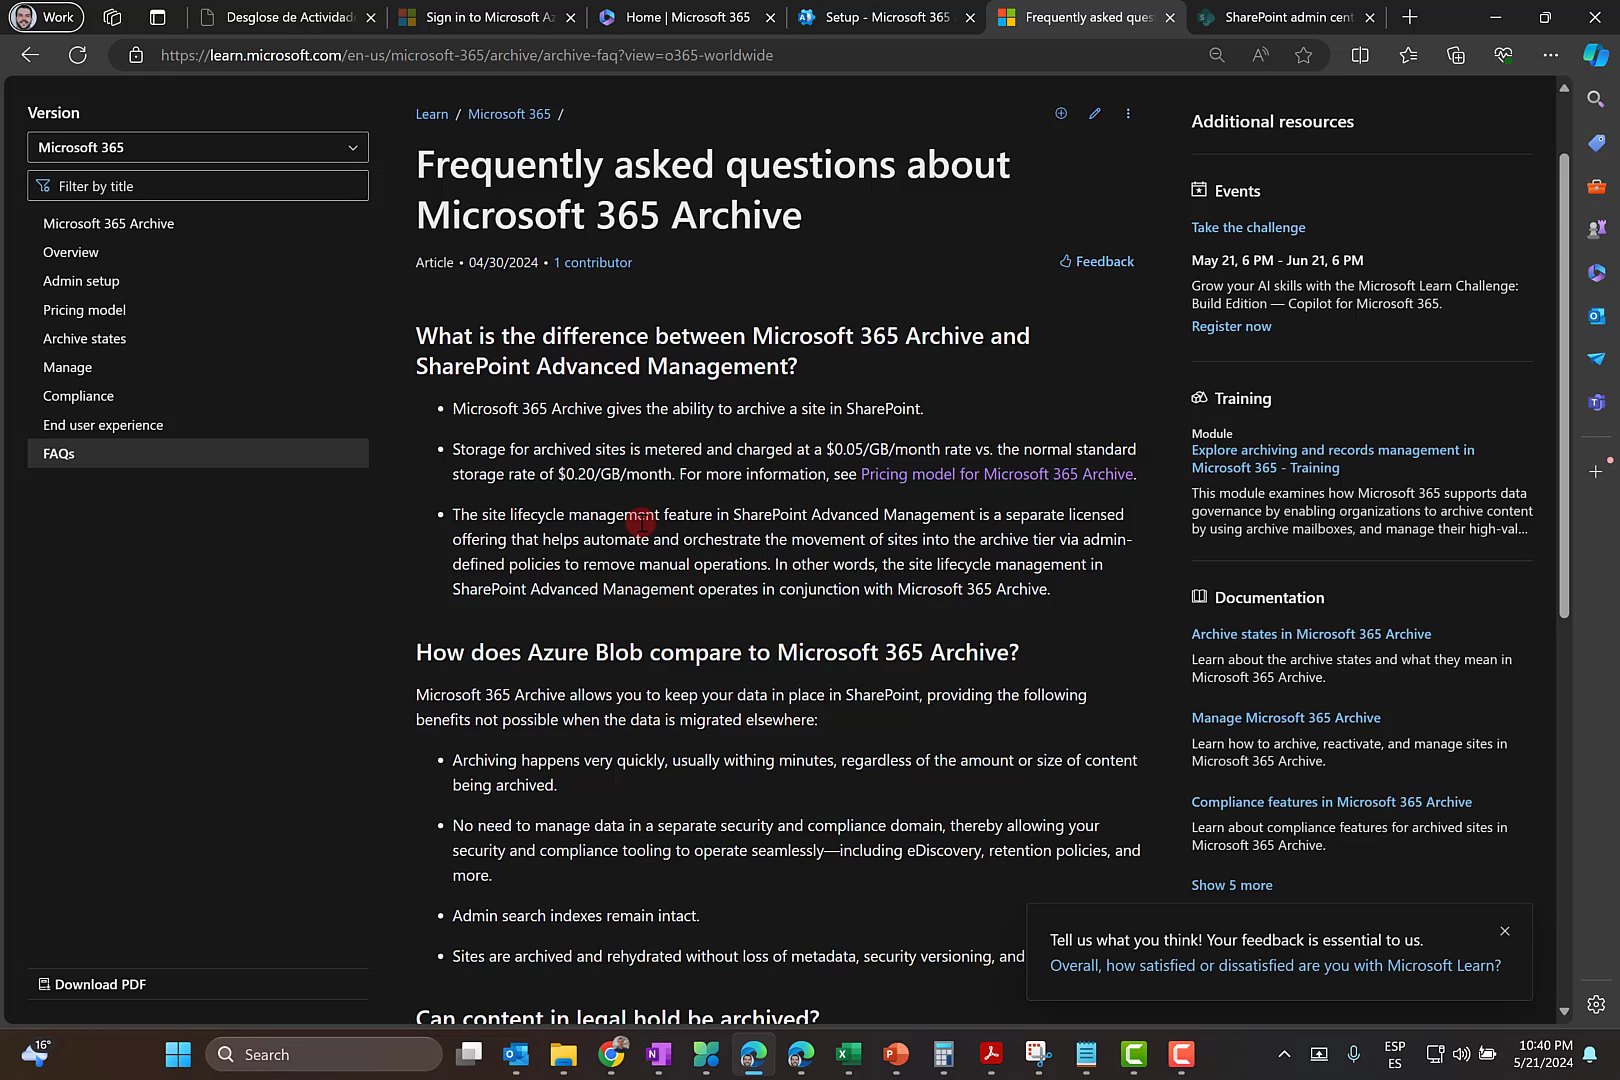 Work
Desglose de Actividad
Sign in to Microsoft Az
Home | Microsoft 365
Setup - Microsoft 365
Frequently asked ques
SharePoint admin cent
https://learn.microsoft.com/en-us/microsoft-365/archive/archive-faq?view=o365-worldwide
Version
Microsoft 365
Filter by title
Microsoft 365 Archive
Overview
Admin setup
Pricing model
Archive states
Manage
Compliance
End user experience
FAQs
Download PDF
Learn / Microsoft 365 /
Frequently asked questions about
Microsoft 365 Archive
Article • 04/30/2024 • 1 contributor
Feedback
What is the difference between Microsoft 365 Archive and
SharePoint Advanced Management?
• Microsoft 365 Archive gives the ability to archive a site in SharePoint.
• Storage for archived sites is metered and charged at a $0.05/GB/month rate vs. the normal standard
storage rate of $0.20/GB/month. For more information, see Pricing model for Microsoft 365 Archive.
• The site lifecycle management feature in SharePoint Advanced Management is a separate licensed
offering that helps automate and orchestrate the movement of sites into the archive tier via admin-
defined policies to remove manual operations. In other words, the site lifecycle management in
SharePoint Advanced Management operates in conjunction with Microsoft 365 Archive.
How does Azure Blob compare to Microsoft 365 Archive?
Microsoft 365 Archive allows you to keep your data in place in SharePoint, providing the following
benefits not possible when the data is migrated elsewhere:
• Archiving happens very quickly, usually withing minutes, regardless of the amount or size of content
being archived.
• No need to manage data in a separate security and compliance domain, thereby allowing your
security and compliance tooling to operate seamlessly—including eDiscovery, retention policies, and
more.
• Admin search indexes remain intact.
• Sites are archived and rehydrated without loss of metadata, security versioning, and
Can content in legal hold be archived?
Additional resources
Events
Take the challenge
May 21, 6 PM - Jun 21, 6 PM
Grow your AI skills with the Microsoft Learn Challenge:
Build Edition — Copilot for Microsoft 365.
Register now
Training
Module
Explore archiving and records management in
Microsoft 365 - Training
This module examines how Microsoft 365 supports data
governance by enabling organizations to archive content
by using archive mailboxes, and manage their high-val...
Documentation
Archive states in Microsoft 365 Archive
Learn about the archive states and what they mean in
Microsoft 365 Archive.
Manage Microsoft 365 Archive
Learn how to archive, reactivate, and manage sites in
Microsoft 365 Archive.
Compliance features in Microsoft 365 Archive
Learn about compliance features for archived sites in
Microsoft 365 Archive.
Show 5 more
Tell us what you think! Your feedback is essential to us.
Overall, how satisfied or dissatisfied are you with Microsoft Learn?
16°
Search
ESP
ES
10:40 PM
5/21/2024